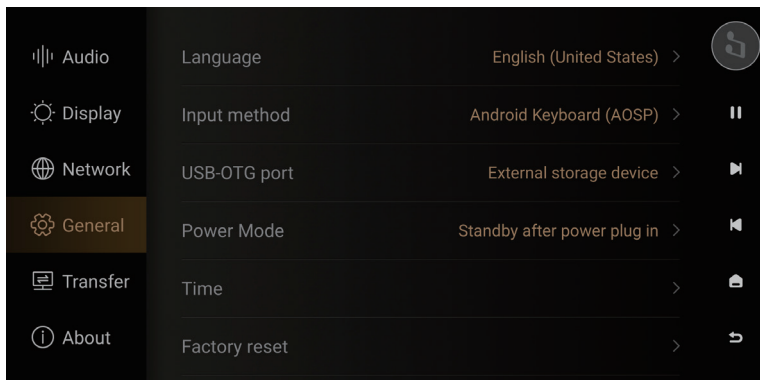 Audio
Display
Network
General
Transfer
About
Language English (United States)
Input method Android Keyboard (AOSP)
USB-OTG port External storage device
Power Mode Standby after power plug in
Time
Factory reset